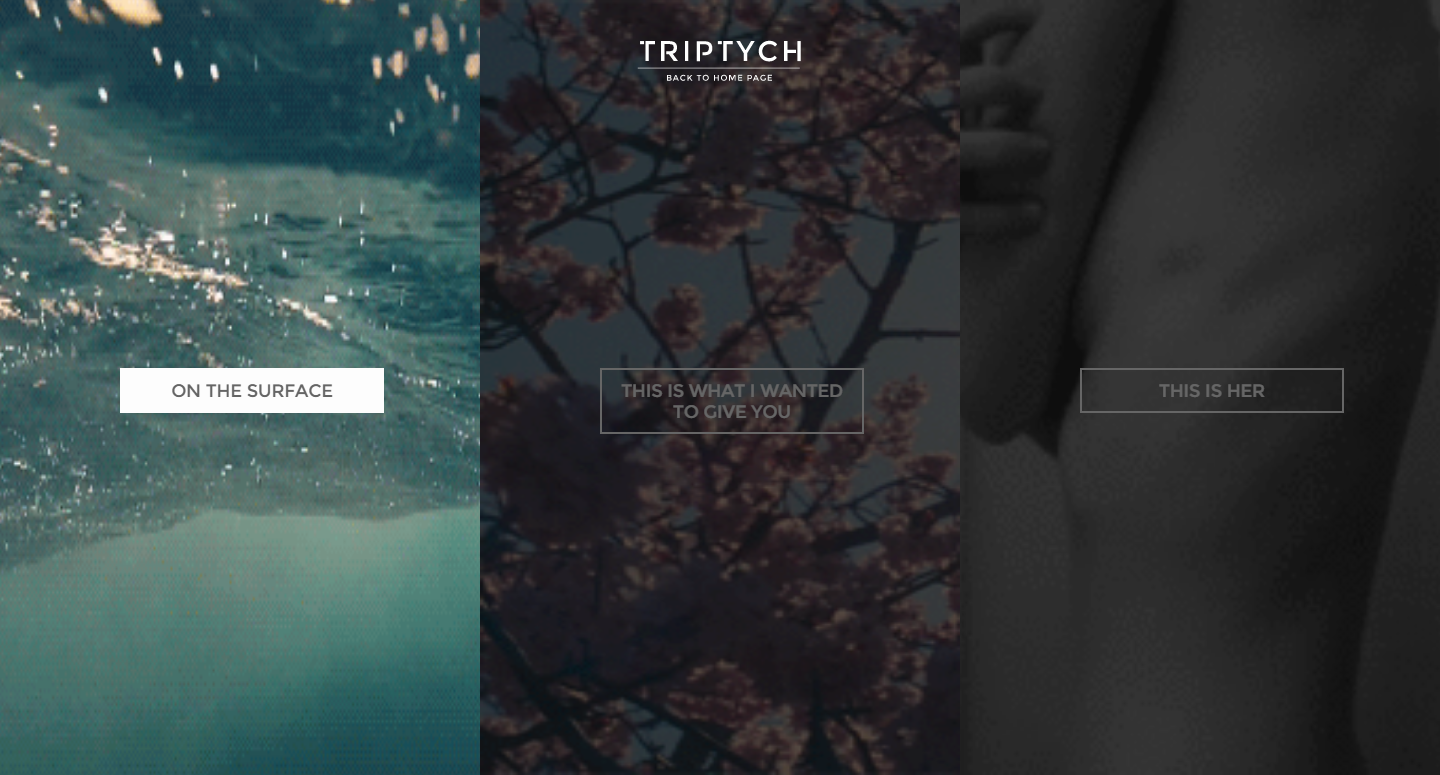 TRIPTYCH
BACK TO HOME PAGE
ON THE SURFACE
THIS IS WHAT I WANTED
TO GIVE YOU
THIS IS HER